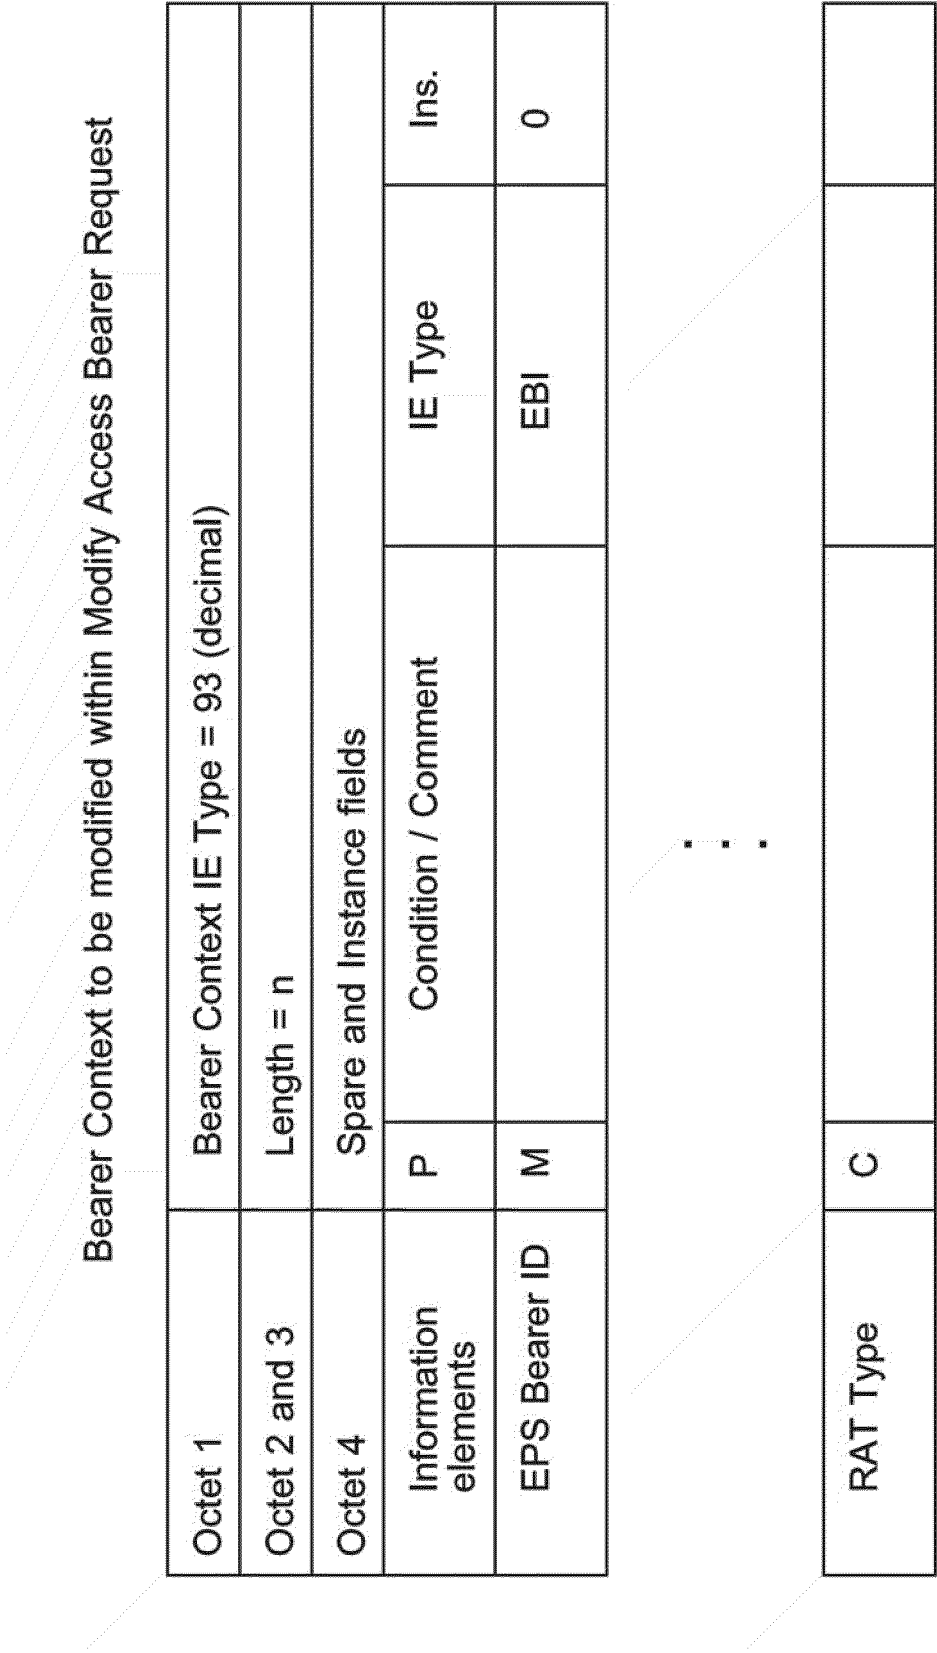 Bearer Context to be modified within Modify Access Bearer Request
Octet 1 Bearer Context IE Type = 93 (decimal)
Octet 2 and 3 Length = n
Octet 4 Spare and Instance fields
Information elements P Condition / Comment IE Type Ins.
EPS Bearer ID M EBI 0
RAT Type C